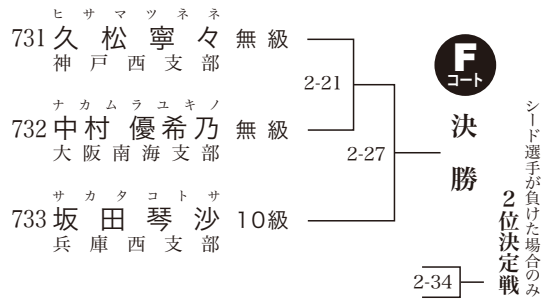 ヒサマツネネ
731 久松寧々 無級
神戸西支部
2-21
ナカムラユキノ
732 中村優希乃 無級
大阪南海支部
2-27
サカタコトサ
733 坂田琴沙 10級
兵庫西支部
F
コート
決勝
シード選手が負けた場合のみ
2位決定戦
2-34